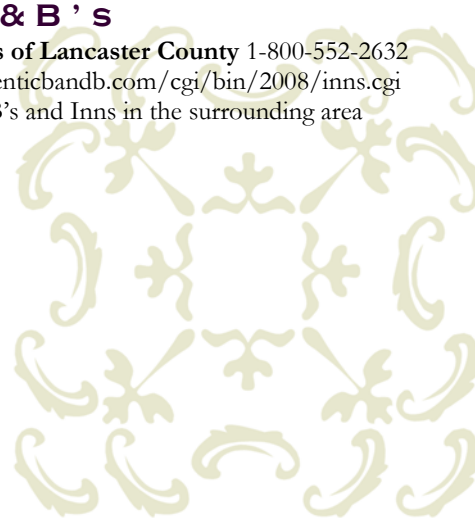 & B ’ s
s of Lancaster County 1-800-552-2632
enticbandb.com/cgi/bin/2008/inns.cgi
B’s and Inns in the surrounding area